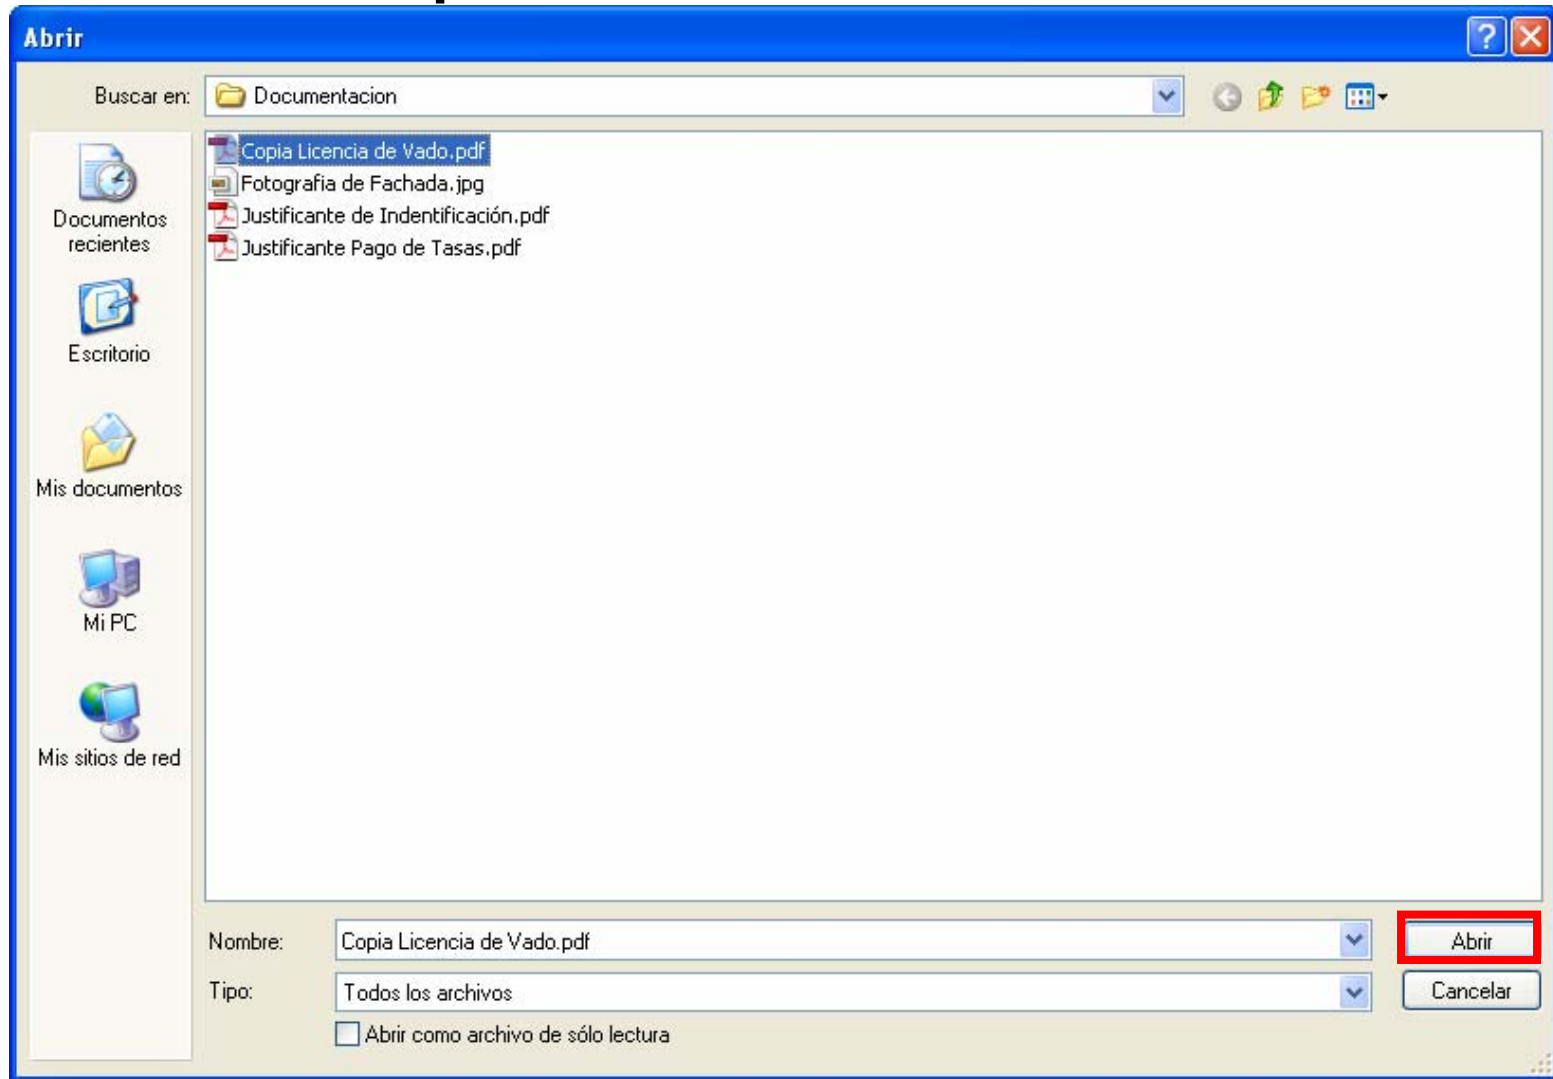 Abrir
Buscar en: Documentacion
Copia Licencia de Vado.pdf
Fotografia de Fachada.jpg
Justificante de Indentificación.pdf
Justificante Pago de Tasas.pdf
Documentos
recientes
Escritorio
Mis documentos
Mi PC
Mis sitios de red
Nombre: Copia Licencia de Vado.pdf Abrir
Tipo: Todos los archivos Cancelar
Abrir como archivo de sólo lectura